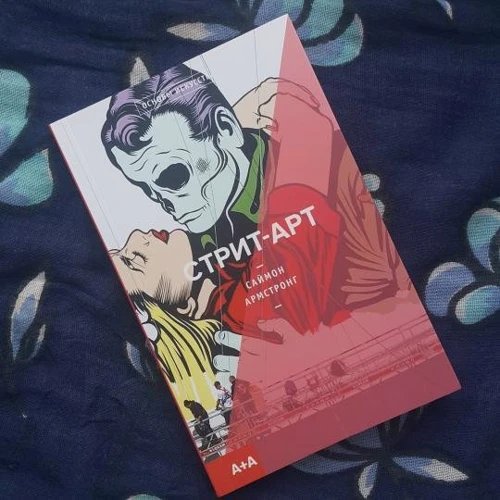 ОСНОВЫ ИСКУССТВА
СТРИТ-АРТ
САЙМОН
АРМСТРОНГ
А+А